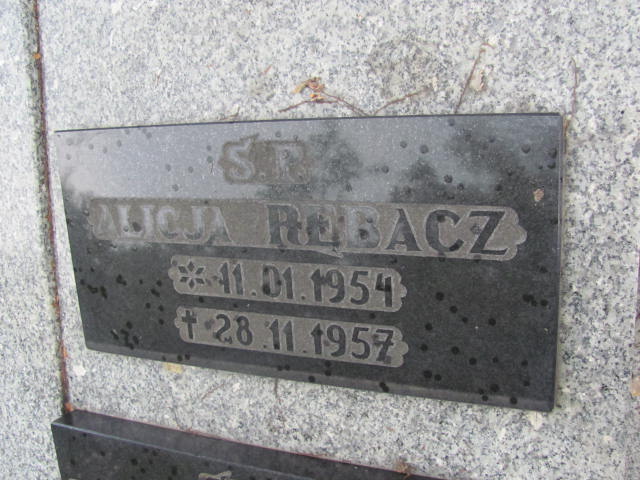 Ś.P.
ALICJA RĘBACZ
* 11.01.1954
† 28.11.1957